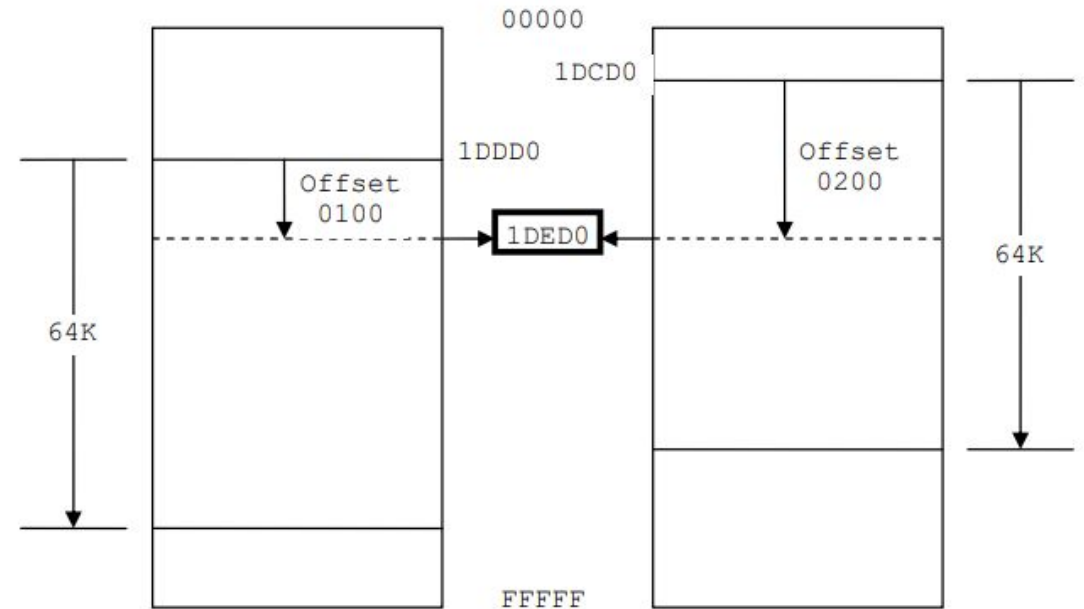 00000
1DCD0
1DDD0
Offset
0100
Offset
0200
1DED0
64K
64K
FFFFF